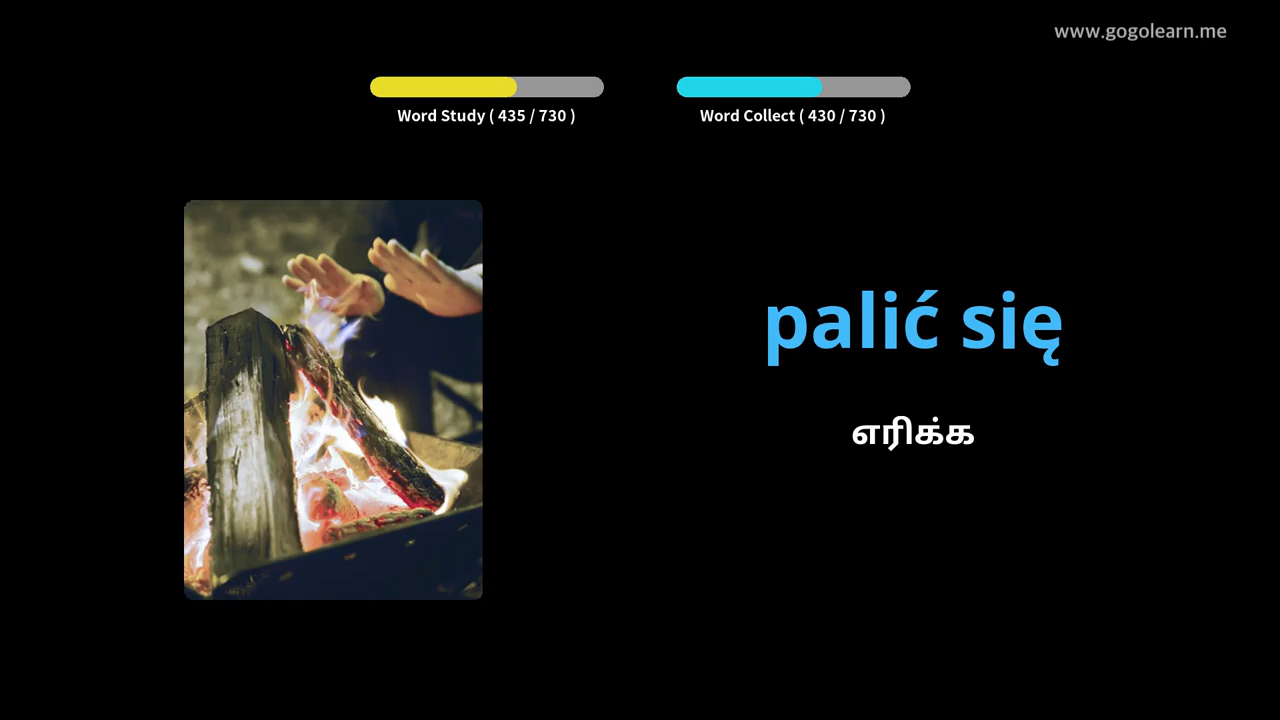 www.gogolearn.me
Word Study ( 435 / 730 )
Word Collect ( 430 / 730 )
palić się
எரிக்க